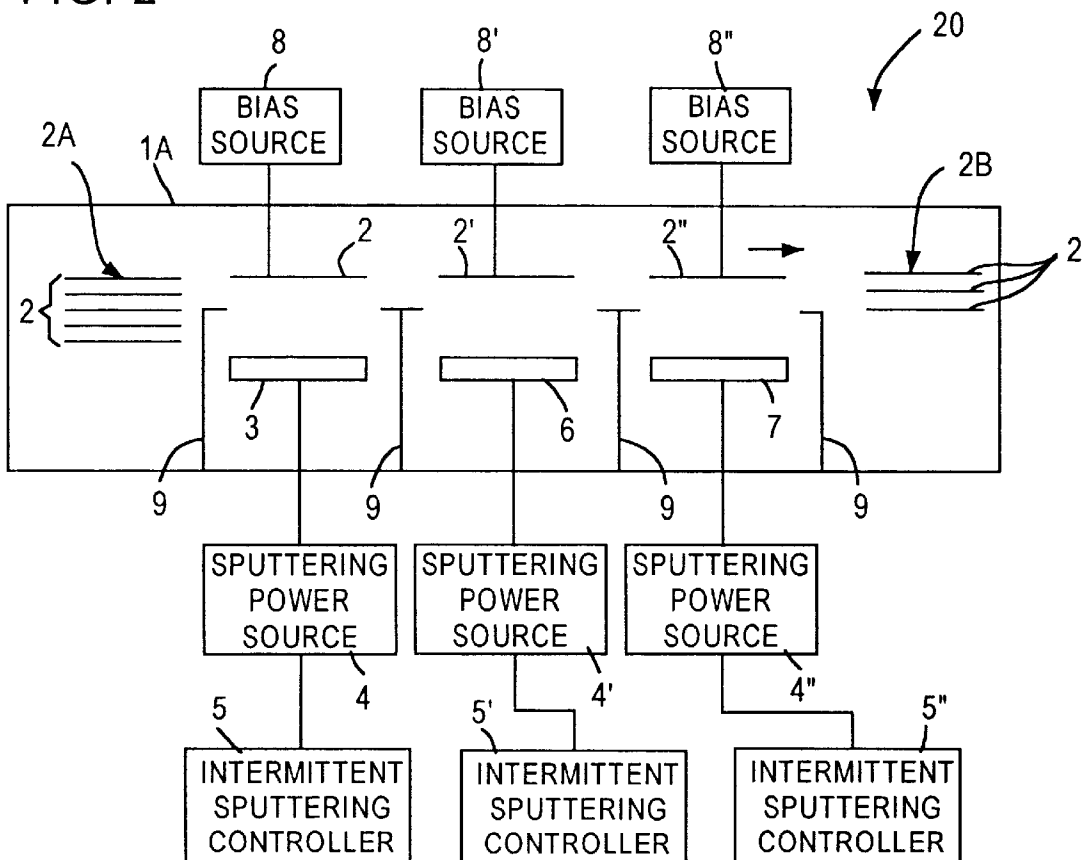 FIG. 2
8
8'
8"
20
BIAS
SOURCE
BIAS
SOURCE
BIAS
SOURCE
2A
1A
2B
2
2'
2"
2
2
3
6
7
9
9
9
9
SPUTTERING
POWER
SOURCE
SPUTTERING
POWER
SOURCE
SPUTTERING
POWER
SOURCE
4
4'
4"
5
5'
5"
INTERMITTENT
SPUTTERING
CONTROLLER
INTERMITTENT
SPUTTERING
CONTROLLER
INTERMITTENT
SPUTTERING
CONTROLLER